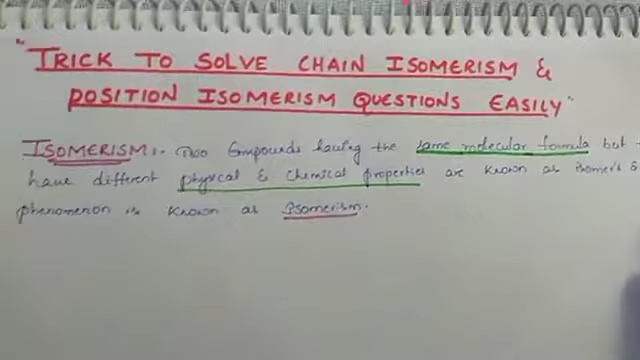 "TRICK TO SOLVE CHAIN ISOMERISM &
POSITION ISOMERISM QUESTIONS EASILY"
ISOMERISM:- Two Compounds having the same molecular formula but
have different physical & chemical properties are known as isomer's &
phenomenon is known as Isomerism.